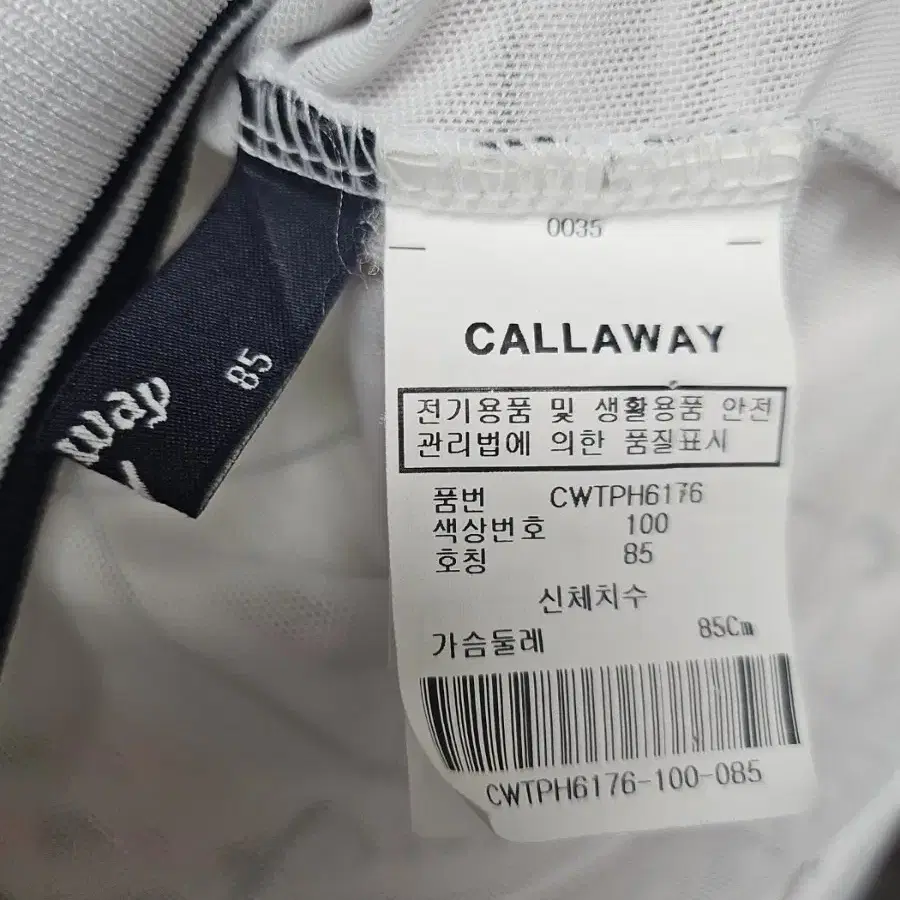 0035
CALLAWAY
전기용품 및 생활용품 안전
관리법에 의한 품질표시
품번 CWTPH6176
색상번호 100
호칭 85
신체치수
가슴둘레 85Cm
CWTPH6176-100-085
85
way